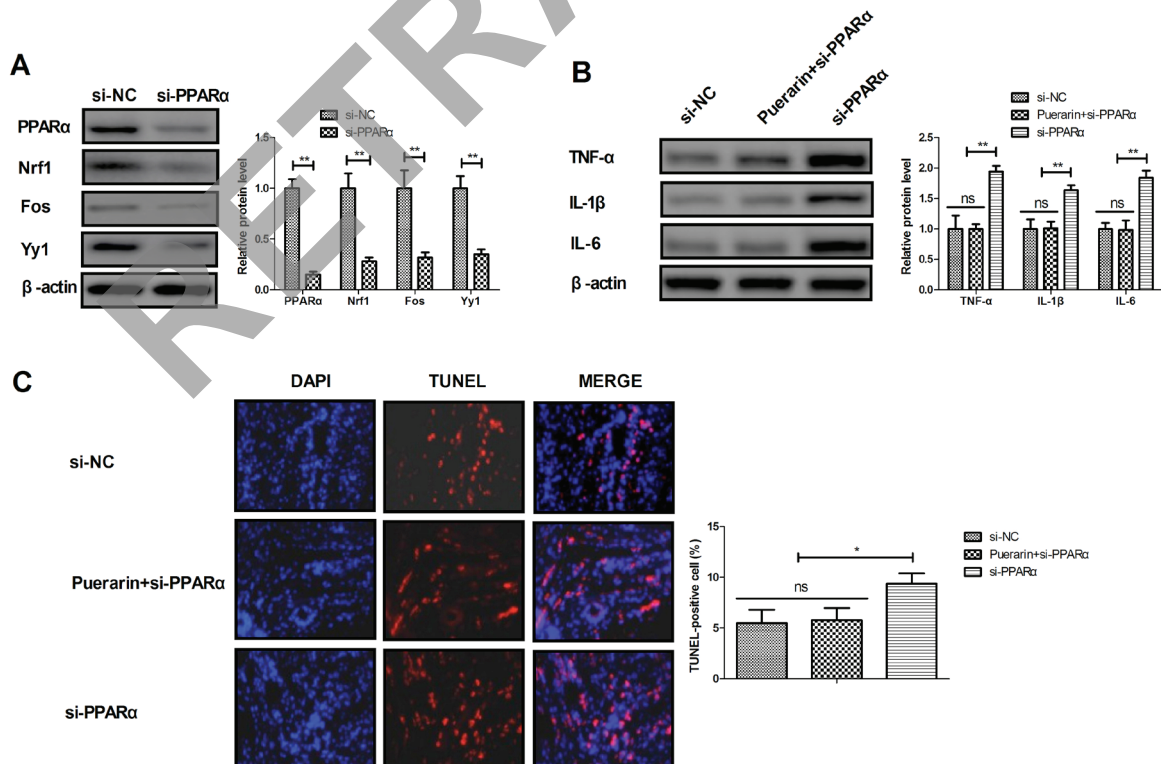 RETRA
A
si-NC si-PPARα
PPARα
Nrf1
Fos
Yy1
β -actin
si-NC
si-PPARα
Relative protein level
1.5
1.0
0.5
0.0
** ** ** **
PPARα Nrf1 Fos Yy1
B
si-NC Puerarin+si-PPARα si-PPARα
TNF-α
IL-1β
IL-6
β -actin
si-NC
Puerarin+si-PPARα
si-PPARα
Relative protein level
2.5
2.0
1.5
1.0
0.5
0.0
** ** **
ns ns ns
TNF-α IL-1β IL-6
C
DAPI TUNEL MERGE
si-NC
Puerarin+si-PPARα
si-PPARα
TUNEL-positive cell (%)
15
10
5
0
*
ns
si-NC
Puerarin+si-PPARα
si-PPARα